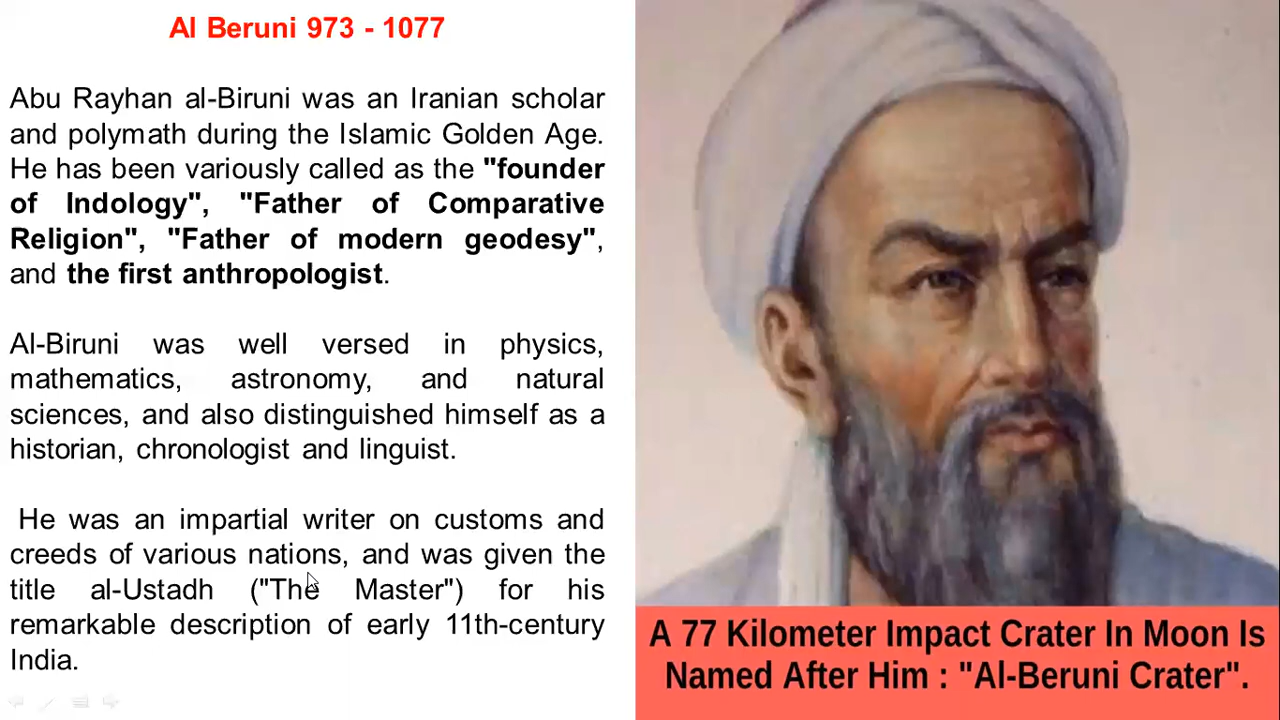 Al Beruni 973 - 1077
Abu Rayhan al-Biruni was an Iranian scholar
and polymath during the Islamic Golden Age.
He has been variously called as the "founder
of Indology", "Father of Comparative
Religion", "Father of modern geodesy",
and the first anthropologist.
Al-Biruni was well versed in physics,
mathematics, astronomy, and natural
sciences, and also distinguished himself as a
historian, chronologist and linguist.
He was an impartial writer on customs and
creeds of various nations, and was given the
title al-Ustadh ("The Master") for his
remarkable description of early 11th-century
India.
A 77 Kilometer Impact Crater In Moon Is
Named After Him : "Al-Beruni Crater".